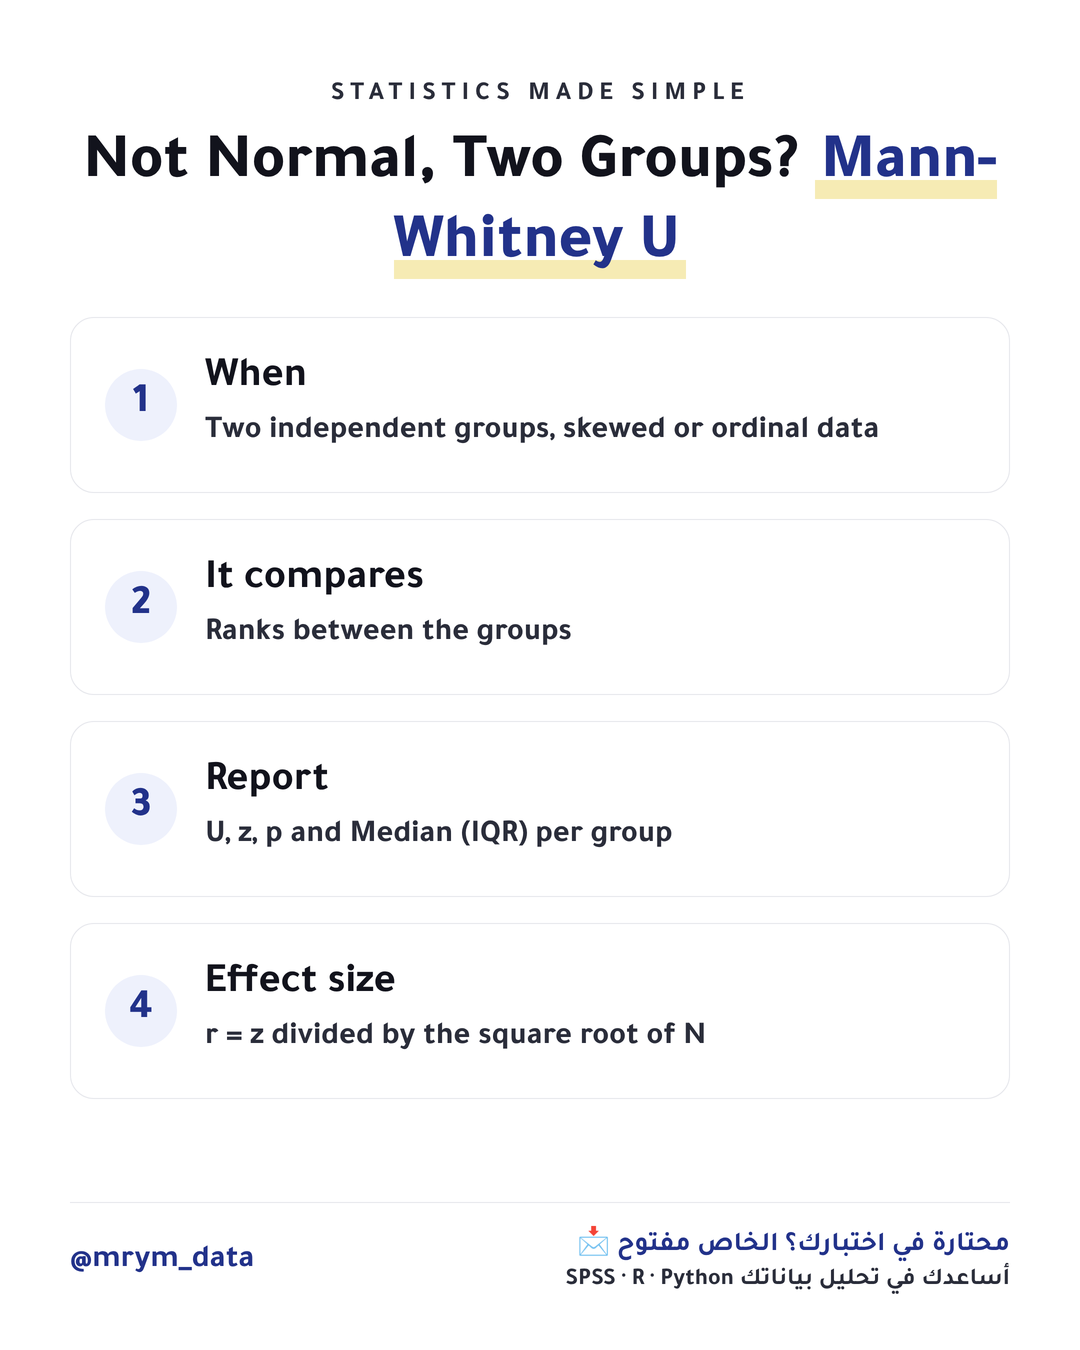 STATISTICS MADE SIMPLE
Not Normal, Two Groups? Mann-
Whitney U
1
When
Two independent groups, skewed or ordinal data
2
It compares
Ranks between the groups
3
Report
U, z, p and Median (IQR) per group
4
Effect size
r = z divided by the square root of N
@mrym_data
محتارة في اختبارك؟ الخاص مفتوح 📩
أساعدك في تحليل بياناتك SPSS · R · Python